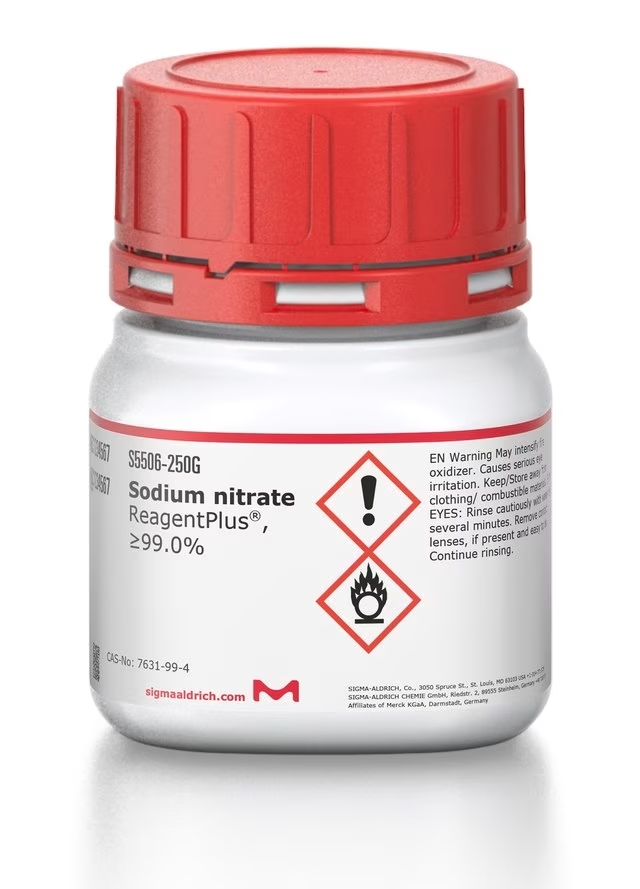 S5506-250G
Sodium nitrate
ReagentPlus®,
≥99.0%
CAS-No: 7631-99-4
sigmaaldrich.com
EN Warning May intensify
oxidizer. Causes serious eye
irritation. Keep/Store away
clothing/ combustible
EYES: Rinse cautiously with
several minutes. Remove
lenses, if present and easy
Continue rinsing.
SIGMA-ALDRICH, Co., 3050 Spruce St., St. Louis, MO 63103 USA
SIGMA-ALDRICH CHEMIE GmbH, Riedstr. 2, 89555 Steinheim, Germany
Affiliates of Merck KGaA, Darmstadt, Germany